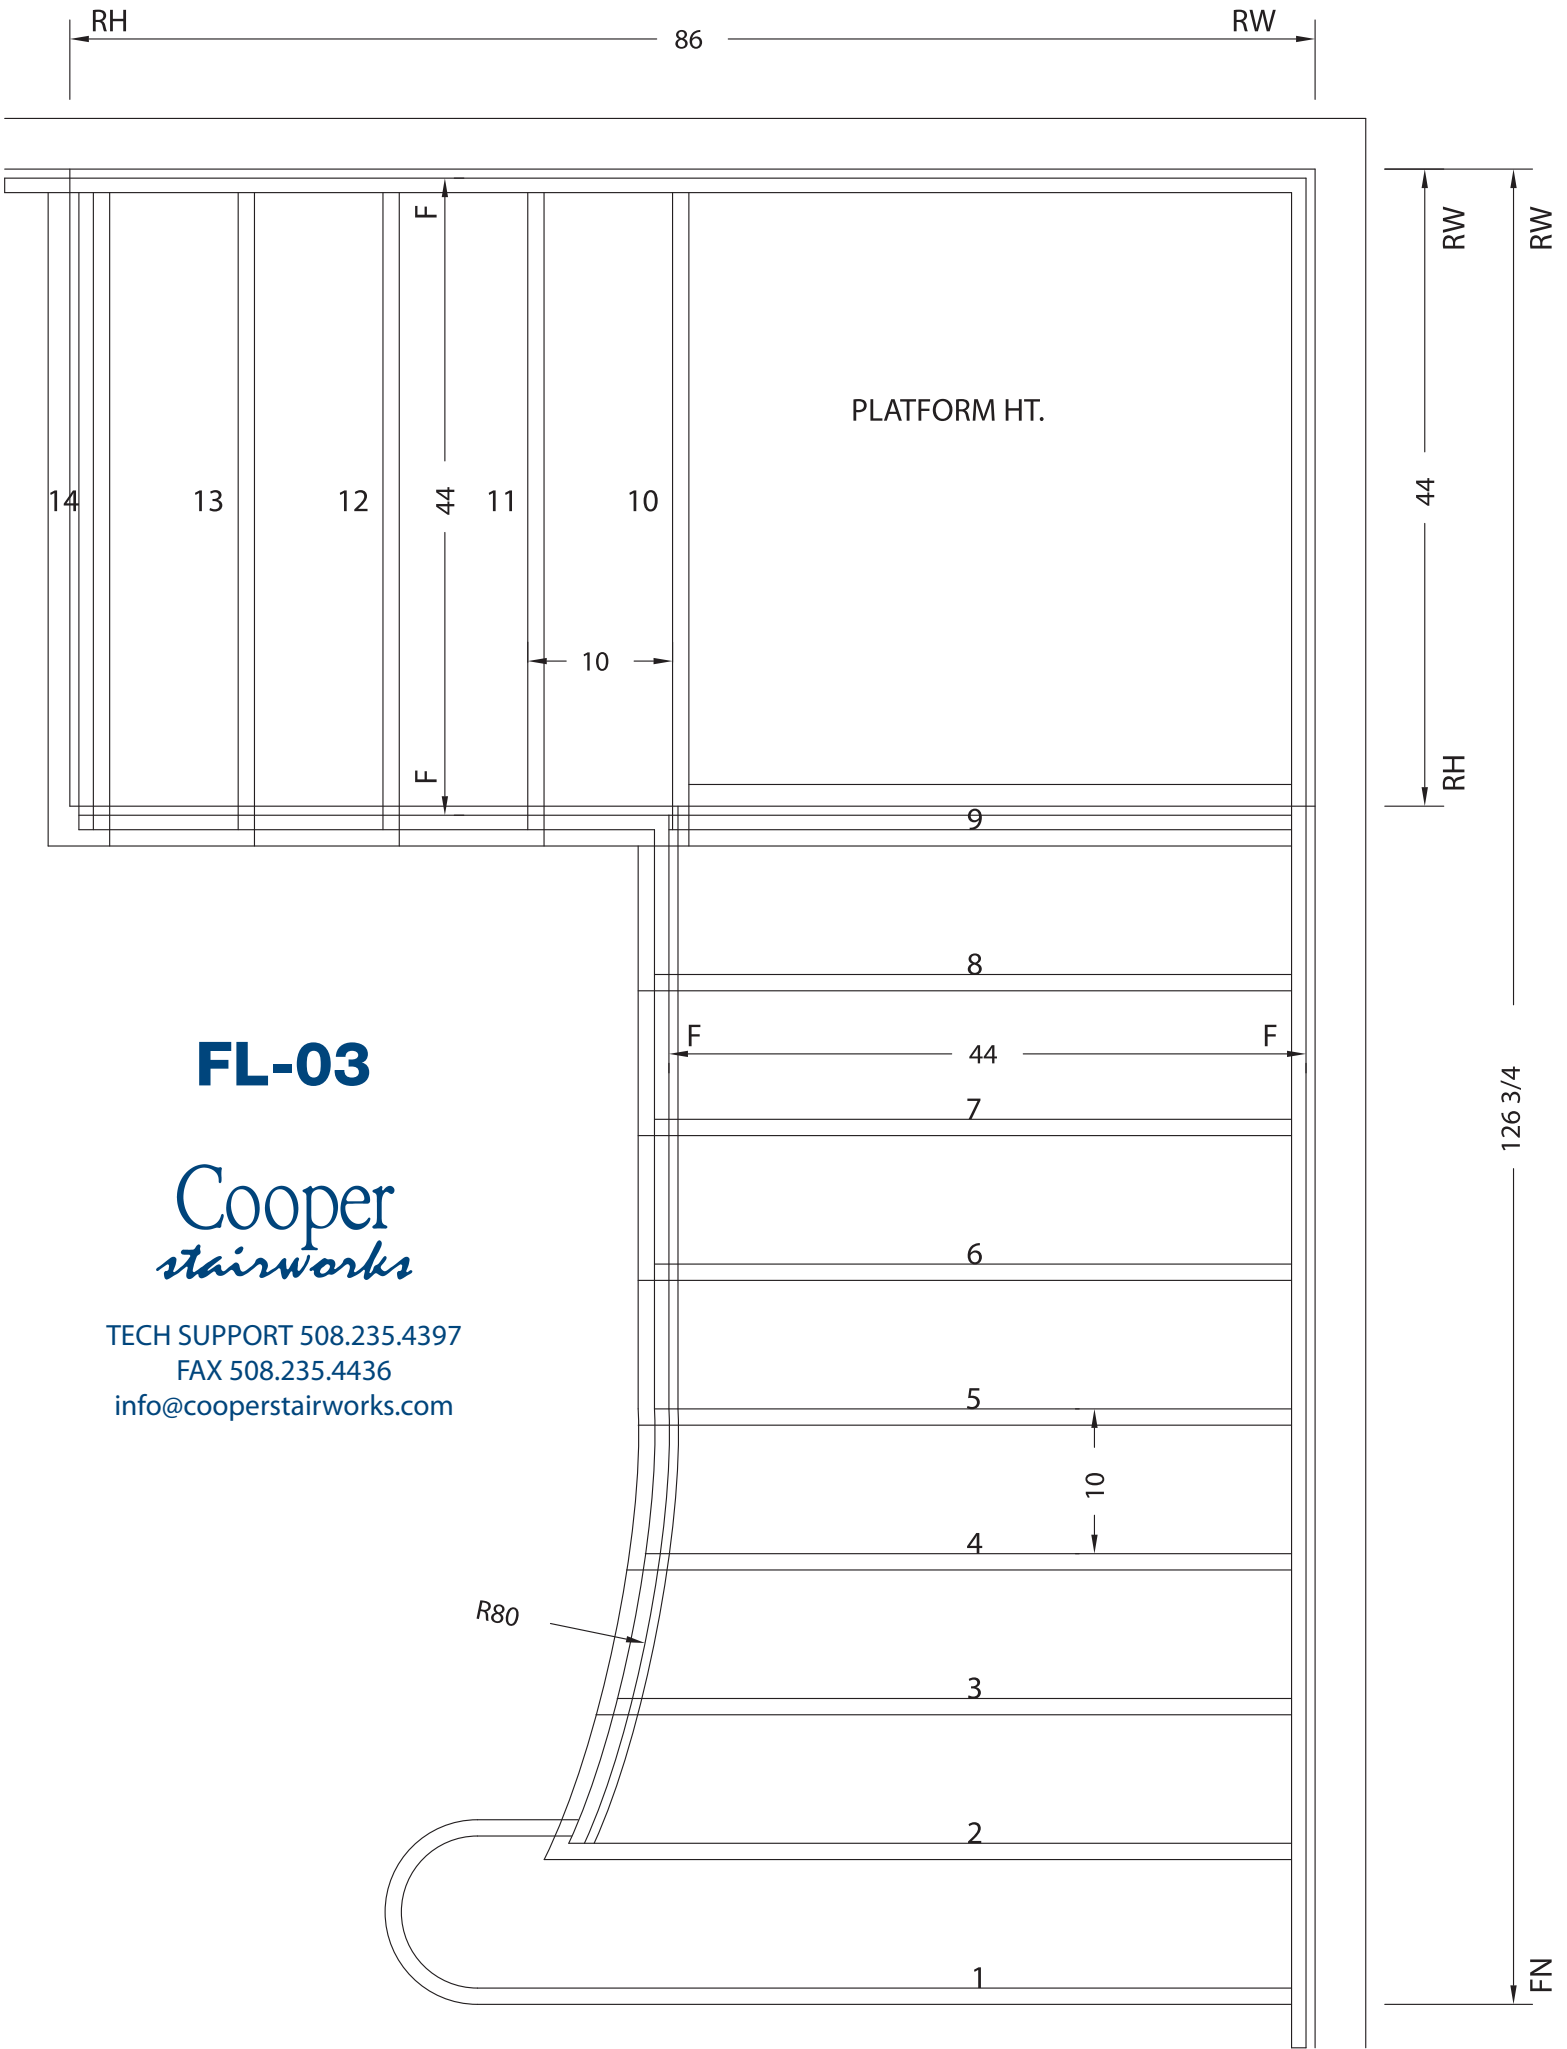 RH
RW
86
F
RW
RW
PLATFORM HT.
14
13
12
44
11
10
44
10
F
RH
9
8
F
F
44
FL-03
7
126 3/4
Cooper
stairworks
6
TECH SUPPORT 508.235.4397
FAX 508.235.4436
info@cooperstairworks.com
5
10
4
R80
3
2
1
FN